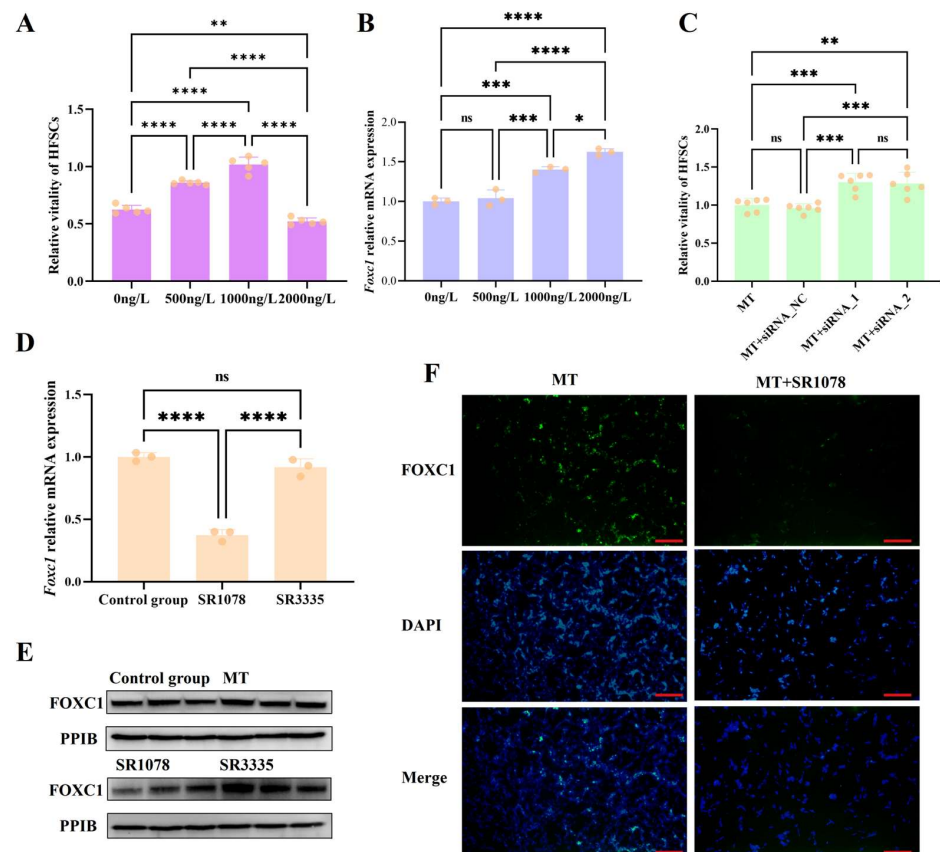 A
**
****
****
****
****
****
Relative vitality of HFSCs
1.5
1.0
0.5
0.0
0ng/L 500ng/L 1000ng/L 2000ng/L
B
****
****
***
ns
***
*
Foxc1 relative mRNA expression
2.0
1.5
1.0
0.5
0.0
0ng/L 500ng/L 1000ng/L 2000ng/L
C
**
***
***
ns
***
ns
Relative vitality of HFSCs
2.0
1.5
1.0
0.5
0.0
MT
MT+siRNA_NC
MT+siRNA_1
MT+siRNA_2
D
ns
****
****
Foxc1 relative mRNA expression
1.5
1.0
0.5
0.0
Control group SR1078 SR3335
E
Control group MT
FOXC1
PPIB
SR1078 SR3335
FOXC1
PPIB
F
MT MT+SR1078
FOXC1
DAPI
Merge